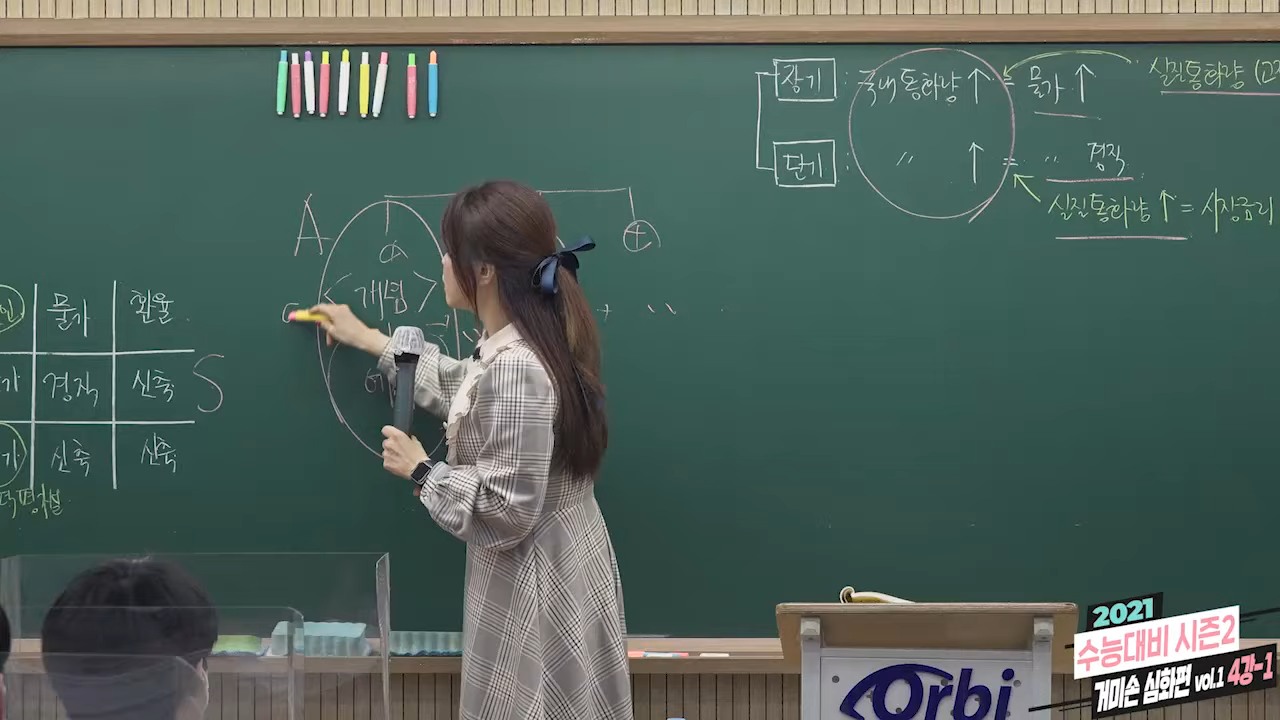 장기 : 국내통화량 ↑ = 물가 ↑
실질통화량
단기 : 〃 ↑ = 〃 경직
실질통화량 ↑ = 시장금리
A
α
<개념>
+
물가 환율
경직 신축
S
신축 신축
Orbi
2021
수능대비 시즌2
거미손 심화편 vol.1 4강-1